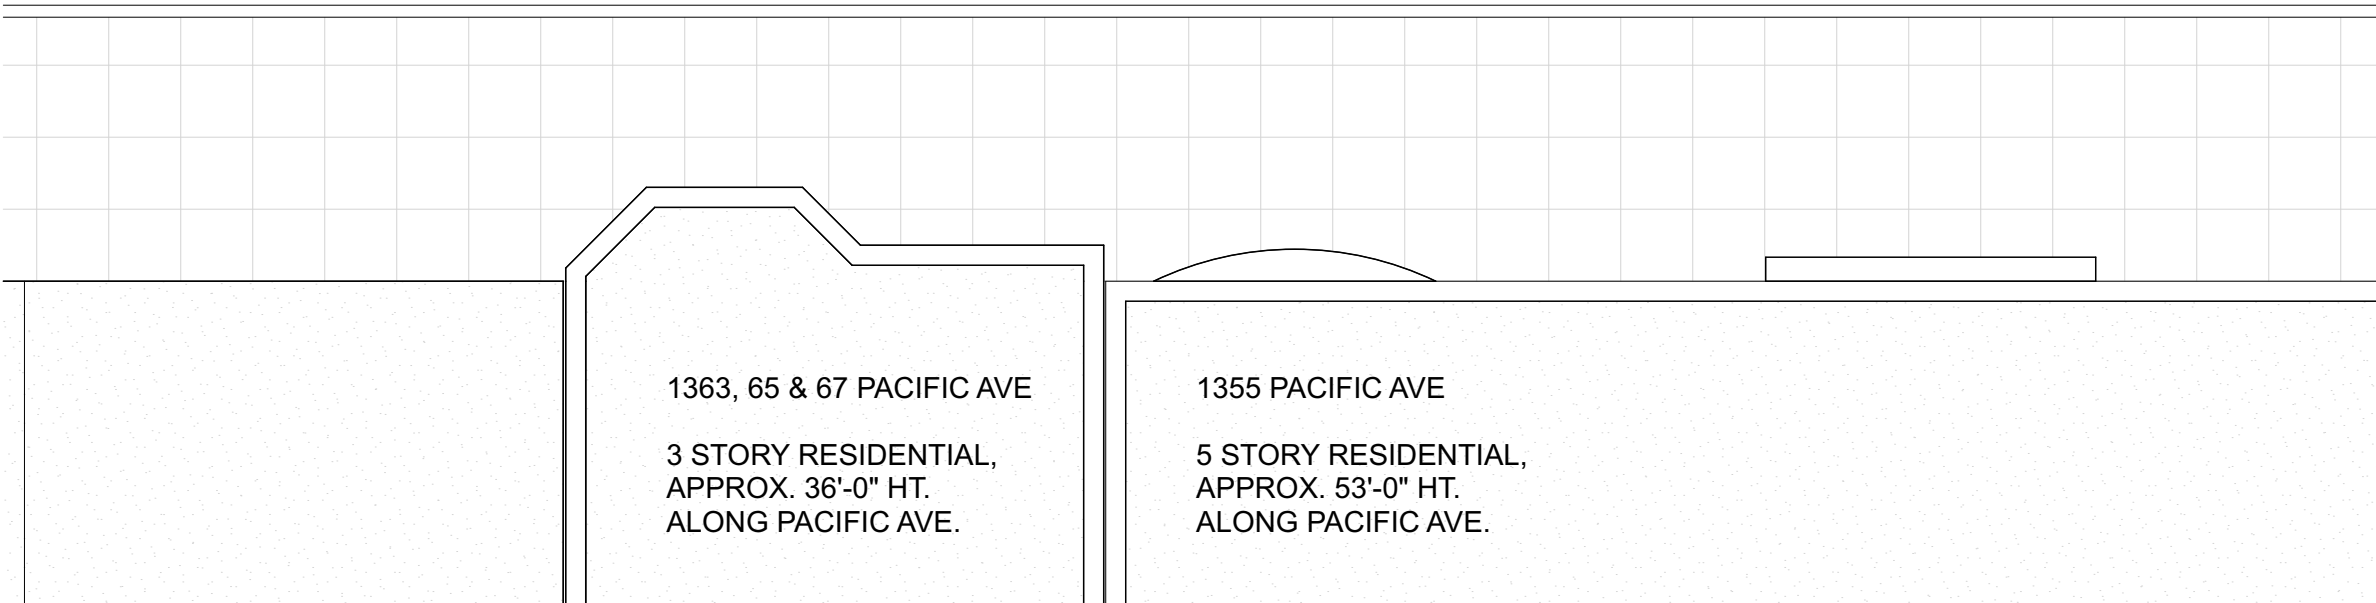 1363, 65 & 67 PACIFIC AVE
3 STORY RESIDENTIAL,
APPROX. 36'-0" HT.
ALONG PACIFIC AVE.
1355 PACIFIC AVE
5 STORY RESIDENTIAL,
APPROX. 53'-0" HT.
ALONG PACIFIC AVE.